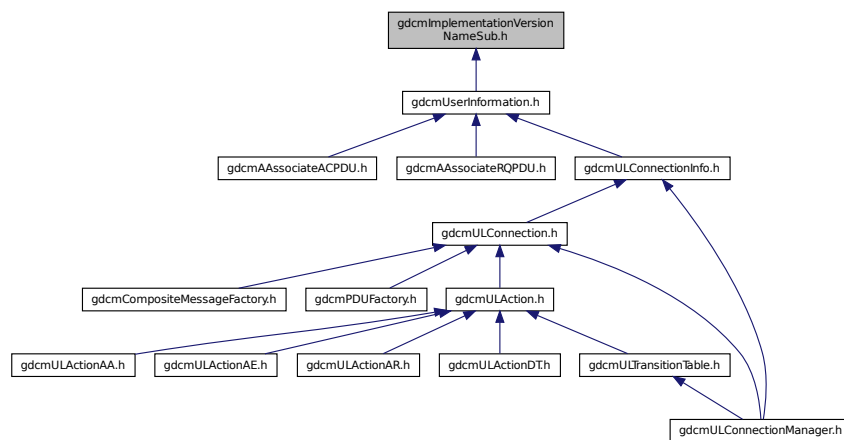 gdcmImplementationVersion
NameSub.h
gdcmUserInformation.h
gdcmAAssociateACPDU.h
gdcmAAssociateRQPDU.h
gdcmULConnectionInfo.h
gdcmULConnection.h
gdcmCompositeMessageFactory.h
gdcmPDUFactory.h
gdcmULAction.h
gdcmULActionAA.h
gdcmULActionAE.h
gdcmULActionAR.h
gdcmULActionDT.h
gdcmULTransitionTable.h
gdcmULConnectionManager.h